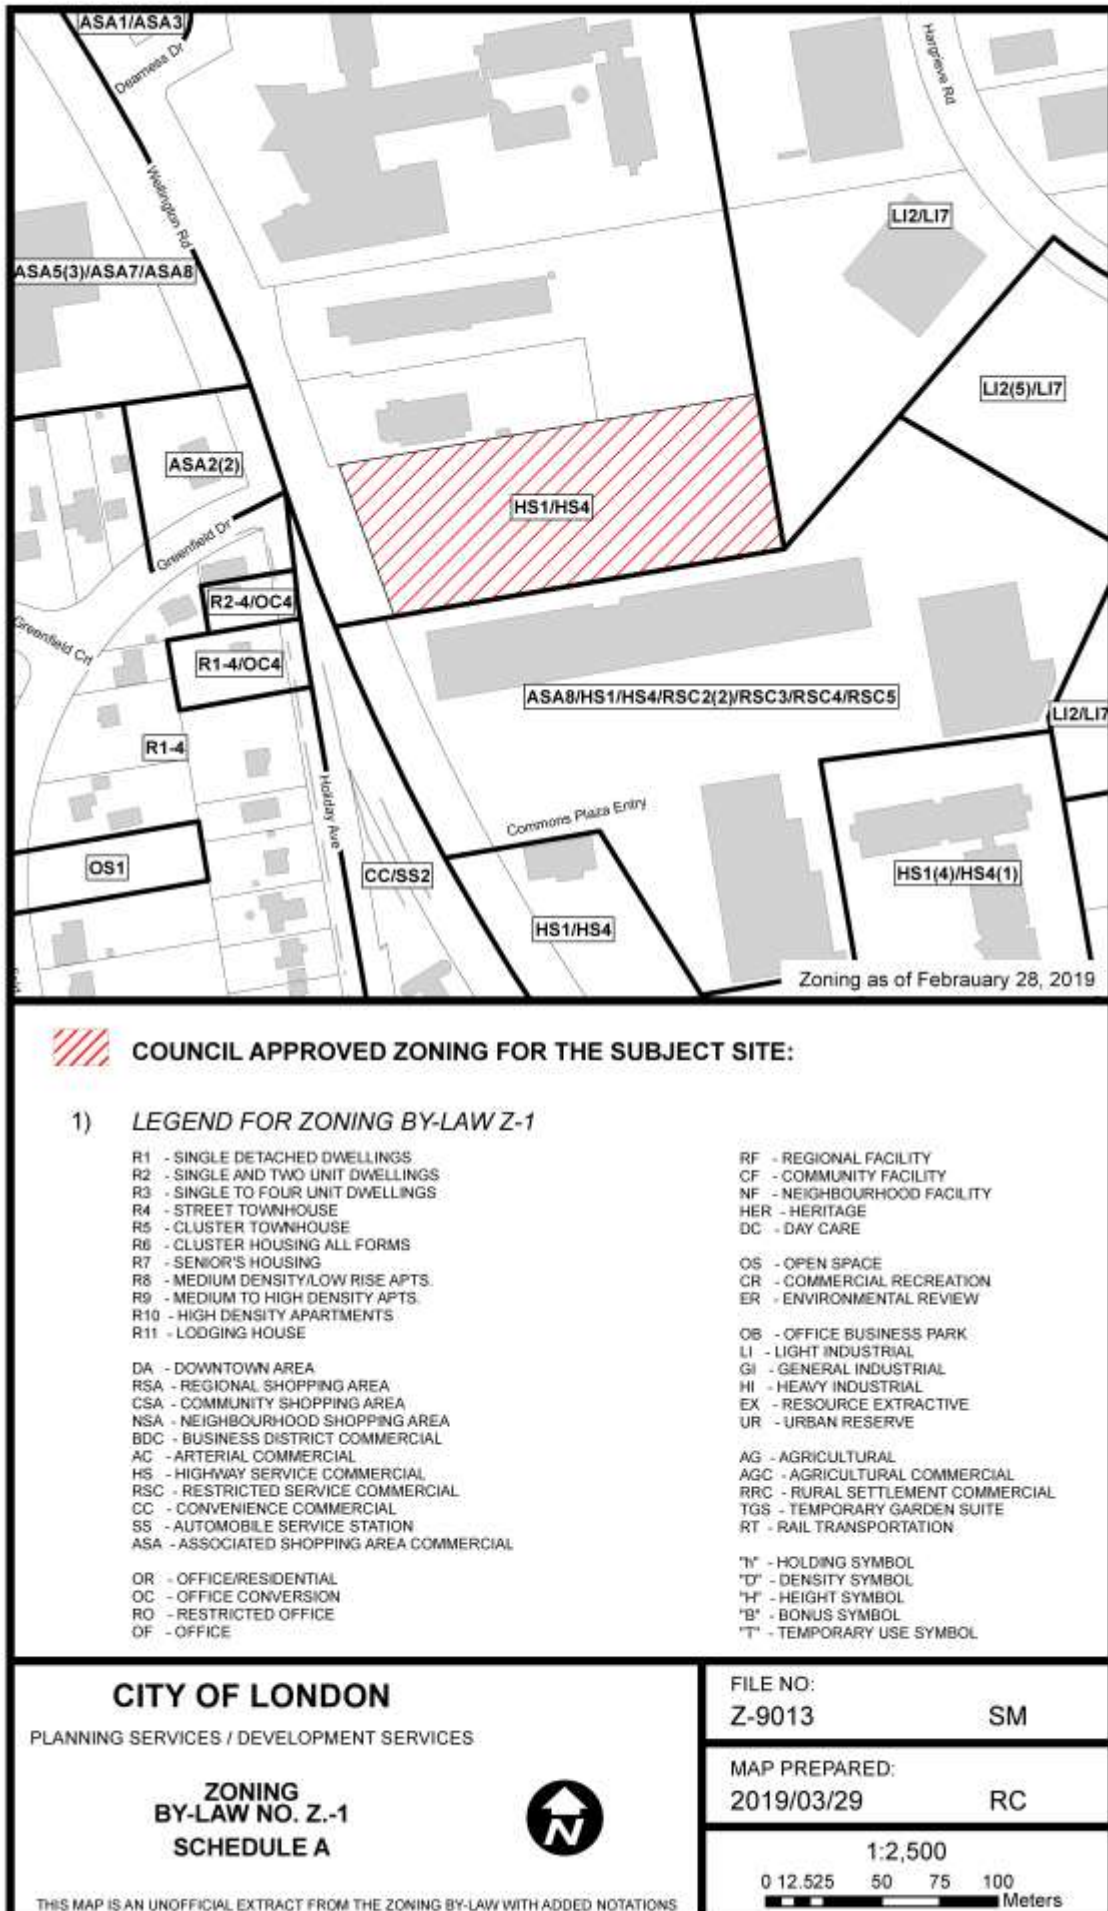 ASA1/ASA3
Dearness Dr
Hargrieve Rd
Wellington Rd
LI2/LI7
ASA5(3)/ASA7/ASA8
LI2(5)/LI7
ASA2(2)
HS1/HS4
Greenfield Dr
R2-4/OC4
Greenfield Crt
R1-4/OC4
ASA8/HS1/HS4/RSC2(2)/RSC3/RSC4/RSC5
LI2/LI7
R1-4
Holiday Ave
Commons Plaza Entry
OS1
CC/SS2
HS1(4)/HS4(1)
HS1/HS4
Zoning as of Febrauary 28, 2019
COUNCIL APPROVED ZONING FOR THE SUBJECT SITE:
1) LEGEND FOR ZONING BY-LAW Z-1
R1 - SINGLE DETACHED DWELLINGS
R2 - SINGLE AND TWO UNIT DWELLINGS
R3 - SINGLE TO FOUR UNIT DWELLINGS
R4 - STREET TOWNHOUSE
R5 - CLUSTER TOWNHOUSE
R6 - CLUSTER HOUSING ALL FORMS
R7 - SENIOR'S HOUSING
R8 - MEDIUM DENSITY/LOW RISE APTS.
R9 - MEDIUM TO HIGH DENSITY APTS.
R10 - HIGH DENSITY APARTMENTS
R11 - LODGING HOUSE
DA - DOWNTOWN AREA
RSA - REGIONAL SHOPPING AREA
CSA - COMMUNITY SHOPPING AREA
NSA - NEIGHBOURHOOD SHOPPING AREA
BDC - BUSINESS DISTRICT COMMERCIAL
AC - ARTERIAL COMMERCIAL
HS - HIGHWAY SERVICE COMMERCIAL
RSC - RESTRICTED SERVICE COMMERCIAL
CC - CONVENIENCE COMMERCIAL
SS - AUTOMOBILE SERVICE STATION
ASA - ASSOCIATED SHOPPING AREA COMMERCIAL
OR - OFFICE/RESIDENTIAL
OC - OFFICE CONVERSION
RO - RESTRICTED OFFICE
OF - OFFICE
RF - REGIONAL FACILITY
CF - COMMUNITY FACILITY
NF - NEIGHBOURHOOD FACILITY
HER - HERITAGE
DC - DAY CARE
OS - OPEN SPACE
CR - COMMERCIAL RECREATION
ER - ENVIRONMENTAL REVIEW
OB - OFFICE BUSINESS PARK
LI - LIGHT INDUSTRIAL
GI - GENERAL INDUSTRIAL
HI - HEAVY INDUSTRIAL
EX - RESOURCE EXTRACTIVE
UR - URBAN RESERVE
AG - AGRICULTURAL
AGC - AGRICULTURAL COMMERCIAL
RRC - RURAL SETTLEMENT COMMERCIAL
TGS - TEMPORARY GARDEN SUITE
RT - RAIL TRANSPORTATION
"h" - HOLDING SYMBOL
"D" - DENSITY SYMBOL
"H" - HEIGHT SYMBOL
"B" - BONUS SYMBOL
"T" - TEMPORARY USE SYMBOL
CITY OF LONDON
PLANNING SERVICES / DEVELOPMENT SERVICES
ZONING
BY-LAW NO. Z.-1
SCHEDULE A
N
THIS MAP IS AN UNOFFICIAL EXTRACT FROM THE ZONING BY-LAW WITH ADDED NOTATIONS
FILE NO:
Z-9013 SM
MAP PREPARED:
2019/03/29 RC
1:2,500
0 12.525 50 75 100
Meters